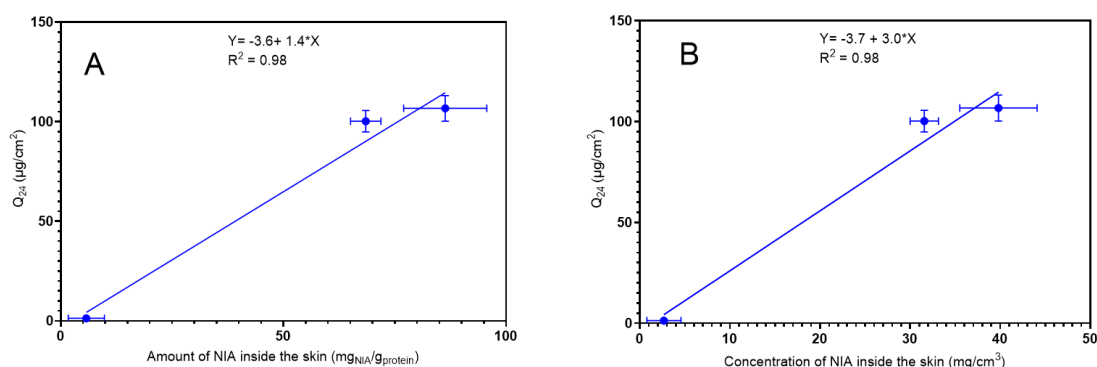 150
100
50
0
0
50
100
A
Y= -3.6+ 1.4*X
R² = 0.98
Q₂₄ (µg/cm²)
Amount of NIA inside the skin (mg_NIA/g_protein)
150
100
50
0
0
10
20
30
40
50
B
Y= -3.7 + 3.0*X
R² = 0.98
Q₂₄ (µg/cm²)
Concentration of NIA inside the skin (mg/cm³)